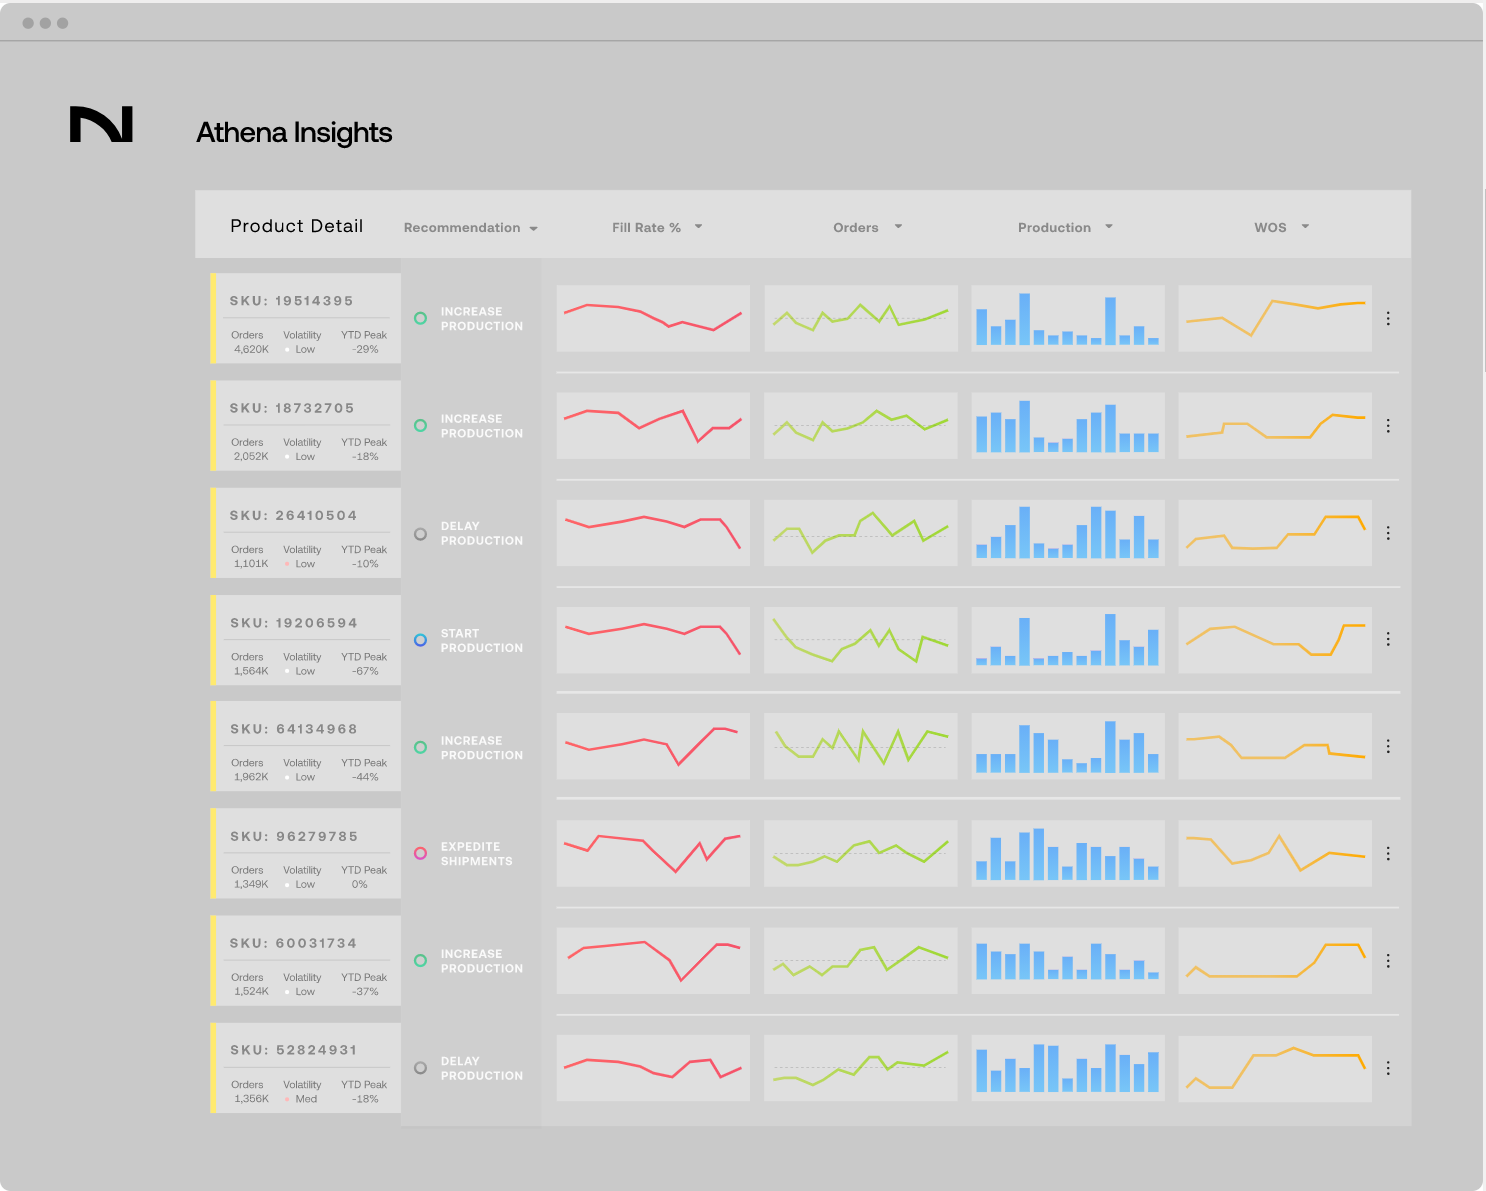 Athena Insights
Product Detail Recommendation Fill Rate % Orders Production WOS
SKU: 19514395
Orders Volatility YTD Peak
4,620K Low -29%
INCREASE
PRODUCTION
SKU: 18732705
Orders Volatility YTD Peak
2,052K Low -18%
INCREASE
PRODUCTION
SKU: 26410504
Orders Volatility YTD Peak
1,101K Low -10%
DELAY
PRODUCTION
SKU: 19206594
Orders Volatility YTD Peak
1,564K Low -67%
START
PRODUCTION
SKU: 64134968
Orders Volatility YTD Peak
1,962K Low -44%
INCREASE
PRODUCTION
SKU: 96279785
Orders Volatility YTD Peak
1,349K Low 0%
EXPEDITE
SHIPMENTS
SKU: 60031734
Orders Volatility YTD Peak
1,524K Low -37%
INCREASE
PRODUCTION
SKU: 52824931
Orders Volatility YTD Peak
1,356K Med -18%
DELAY
PRODUCTION